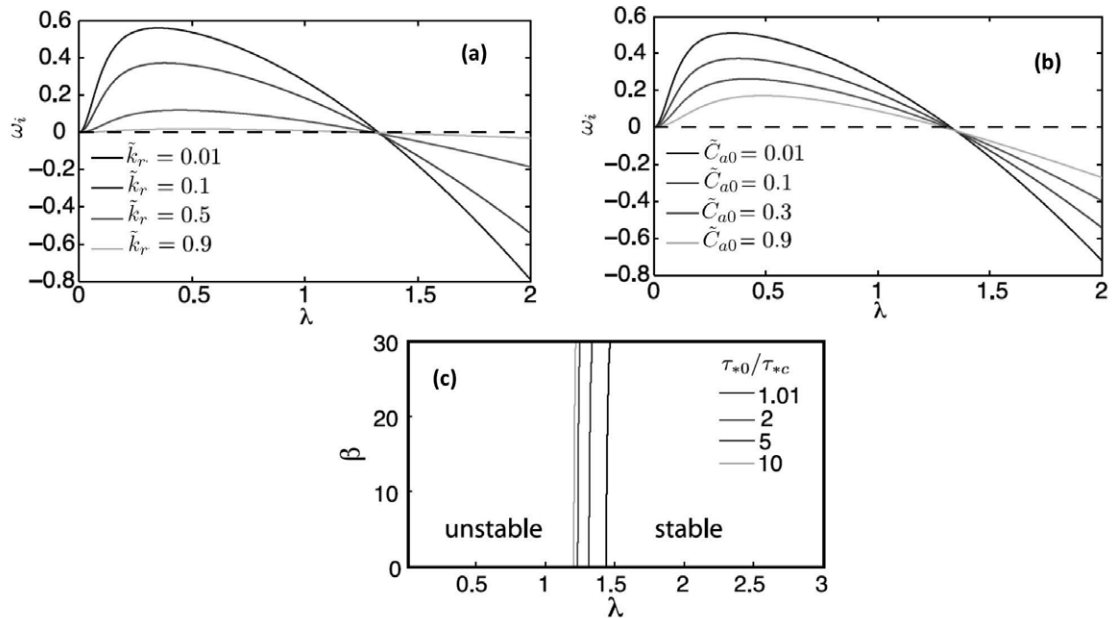 (a)
0.6
0.4
0.2
0
−0.2
−0.4
−0.6
−0.8
ω_i
k̃_r = 0.01
k̃_r = 0.1
k̃_r = 0.5
k̃_r = 0.9
0 0.5 1 1.5 2
λ
(b)
0.6
0.4
0.2
0
−0.2
−0.4
−0.6
−0.8
ω_i
C̃_{a0} = 0.01
C̃_{a0} = 0.1
C̃_{a0} = 0.3
C̃_{a0} = 0.9
0 0.5 1 1.5 2
λ
(c)
30
20
10
0
β
τ_{*0}/τ_{*c}
1.01
2
5
10
unstable stable
0.5 1 1.5 2 2.5 3
λ